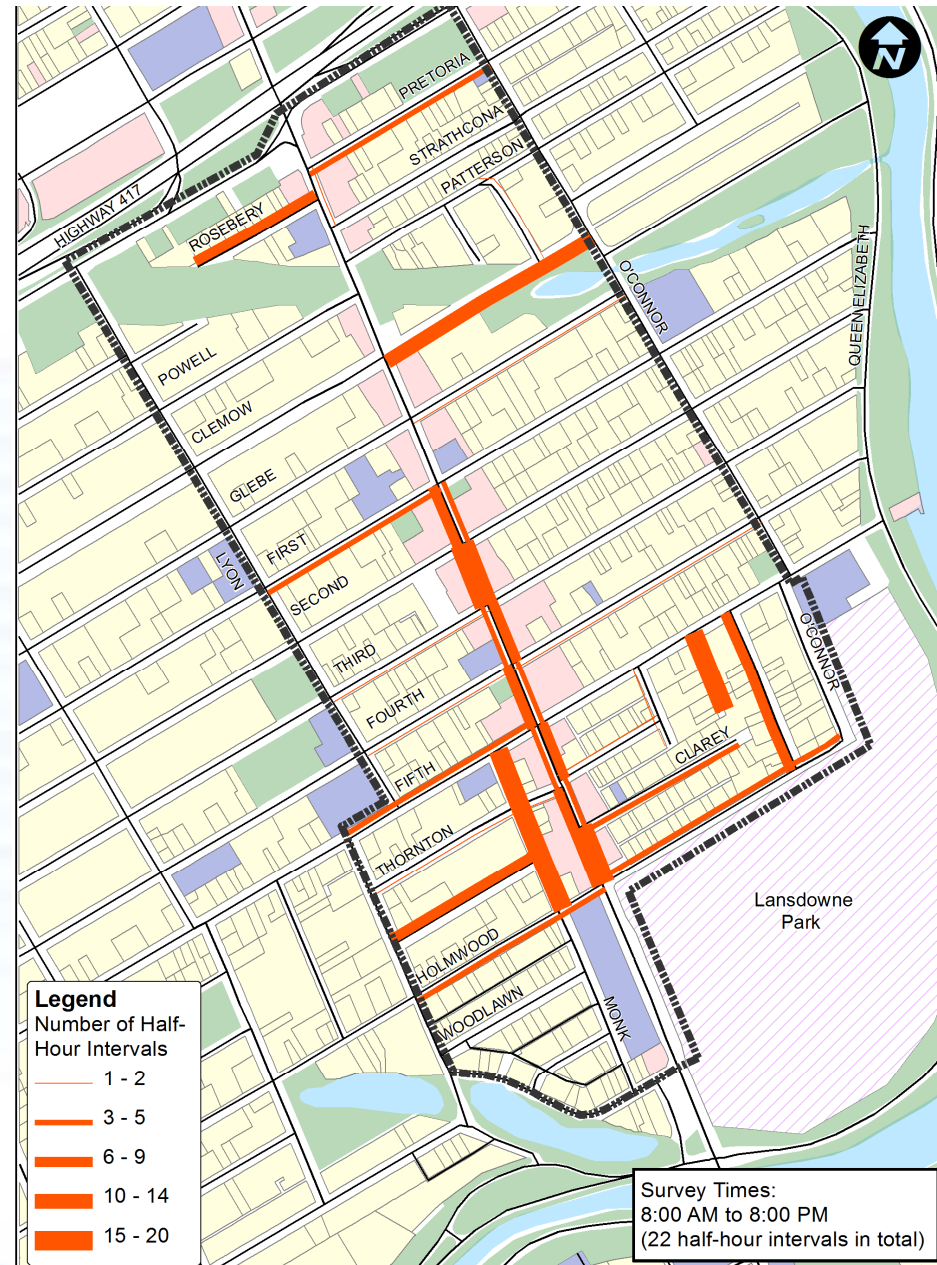 N
PRETORIA
STRATHCONA
PATTERSON
HIGHWAY 417
ROSEBERY
O'CONNOR
QUEEN ELIZABETH
POWELL
CLEMOW
GLEBE
FIRST
LYON
SECOND
THIRD
FOURTH
FIFTH
O'CONNOR
CLAREY
THORNTON
HOLMWOOD
WOODLAWN
MONK
Lansdowne
Park
Legend
Number of Half-
Hour Intervals
1 - 2
3 - 5
6 - 9
10 - 14
15 - 20
Survey Times:
8:00 AM to 8:00 PM
(22 half-hour intervals in total)